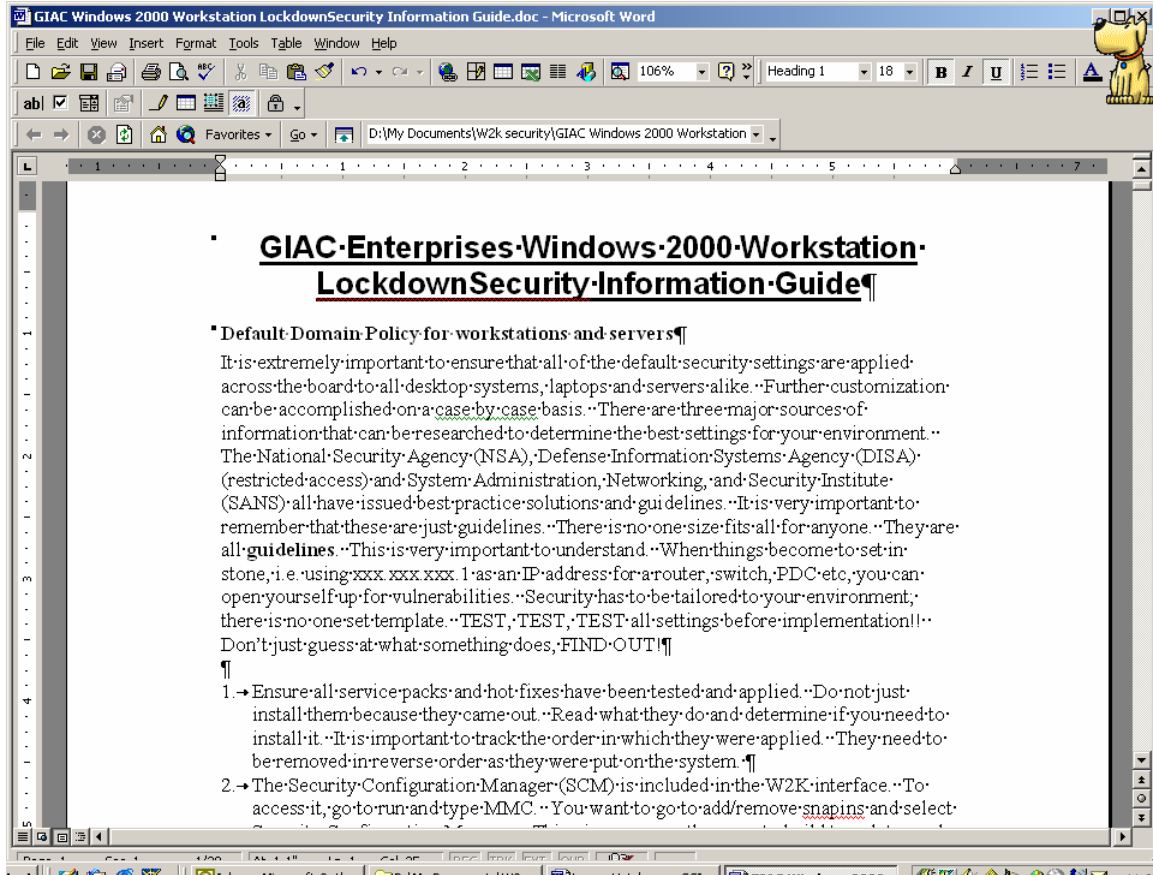 GIAC Windows 2000 Workstation LockdownSecurity Information Guide.doc - Microsoft Word
File Edit View Insert Format Tools Table Window Help
106% Heading 1 18 B I U A
ab|
Favorites Go D:\My Documents\W2k security\GIAC Windows 2000 Workstation
1 1 2 3 4 5 7
GIAC·Enterprises·Windows·2000·Workstation·
LockdownSecurity·Information·Guide¶
Default·Domain·Policy·for·workstations·and·servers¶
It·is·extremely·important·to·ensure·that·all·of·the·default·security·settings·are·applied·
across·the·board·to·all·desktop·systems,·laptops·and·servers·alike.··Further·customization·
can·be·accomplished·on·a·case·by·case·basis.··There·are·three·major·sources·of·
information·that·can·be·researched·to·determine·the·best·settings·for·your·environment.··
The·National·Security·Agency·(NSA),·Defense·Information·Systems·Agency·(DISA)·
(restricted·access)·and·System·Administration,·Networking,·and·Security·Institute·
(SANS)·all·have·issued·best·practice·solutions·and·guidelines.··It·is·very·important·to·
remember·that·these·are·just·guidelines.··There·is·no·one·size·fits·all·for·anyone.··They·are·
all·guidelines.··This·is·very·important·to·understand.··When·things·become·to·set·in·
stone,·i.e.·using·xxx.xxx.xxx.1·as·an·IP·address·for·a·router,·switch,·PDC·etc,·you·can·
open·yourself·up·for·vulnerabilities.··Security·has·to·be·tailored·to·your·environment;·
there·is·no·one·set·template.··TEST,·TEST,·TEST·all·settings·before·implementation!!··
Don't·just·guess·at·what·something·does,·FIND·OUT!¶
¶
1.→Ensure·all·service·packs·and·hot·fixes·have·been·tested·and·applied.··Do·not·just·
install·them·because·they·came·out.··Read·what·they·do·and·determine·if·you·need·to·
install·it.··It·is·important·to·track·the·order·in·which·they·were·applied.··They·need·to·
be·removed·in·reverse·order·as·they·were·put·on·the·system.·¶
2.→The·Security·Configuration·Manager·(SCM)·is·included·in·the·W2K·interface.··To·
access·it,·go·to·run·and·type·MMC.··You·want·to·go·to·add/remove·snapins·and·select·